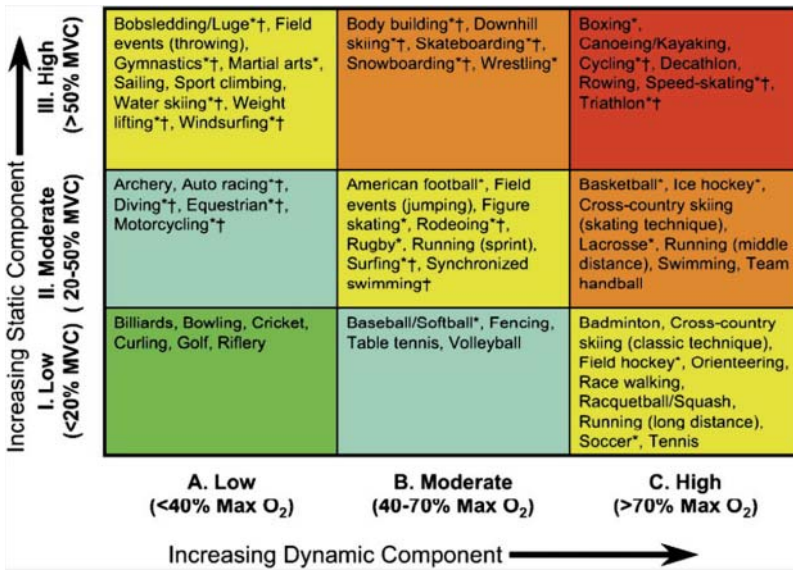 Increasing Static Component
III. High
(>50% MVC)
Bobsledding/Luge*†, Field
events (throwing),
Gymnastics*†, Martial arts*,
Sailing, Sport climbing,
Water skiing*†, Weight
lifting*†, Windsurfing*†
Body building*†, Downhill
skiing*†, Skateboarding*†,
Snowboarding*†, Wrestling*
Boxing*,
Canoeing/Kayaking,
Cycling*†, Decathlon,
Rowing, Speed-skating*†,
Triathlon*†
II. Moderate
(20-50% MVC)
Archery, Auto racing*†,
Diving*†, Equestrian*†,
Motorcycling*†
American football*, Field
events (jumping), Figure
skating*, Rodeoing*†,
Rugby*, Running (sprint),
Surfing*†, Synchronized
swimming†
Basketball*, Ice hockey*,
Cross-country skiing
(skating technique),
Lacrosse*, Running (middle
distance), Swimming, Team
handball
I. Low
(<20% MVC)
Billiards, Bowling, Cricket,
Curling, Golf, Riflery
Baseball/Softball*, Fencing,
Table tennis, Volleyball
Badminton, Cross-country
skiing (classic technique),
Field hockey*, Orienteering,
Race walking,
Racquetball/Squash,
Running (long distance),
Soccer*, Tennis
A. Low
(<40% Max O₂)
B. Moderate
(40-70% Max O₂)
C. High
(>70% Max O₂)
Increasing Dynamic Component